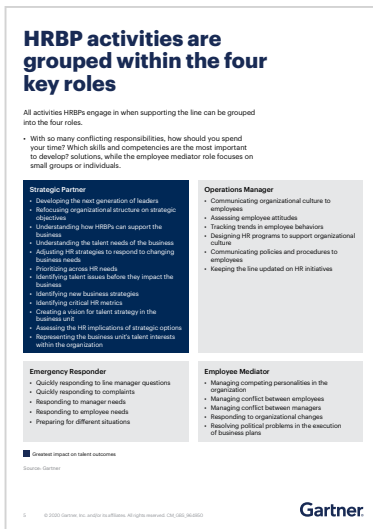 HRBP activities are
grouped within the four
key roles
All activities HRBPs engage in when supporting the line can be grouped
into the four roles.
• With so many conflicting responsibilities, how should you spend
your time? Which skills and competencies are the most important
to develop? solutions, while the employee mediator role focuses on
small groups or individuals.
Strategic Partner
• Developing the next generation of leaders
• Refocusing organizational structure on strategic
objectives
• Understanding how HRBPs can support the
business
• Understanding the talent needs of the business
• Adjusting HR strategies to respond to changing
business needs
• Prioritizing across HR needs
• Identifying talent issues before they impact the
business
• Identifying new business strategies
• Identifying critical HR metrics
• Creating a vision for talent strategy in the
business unit
• Assessing the HR implications of strategic options
• Representing the business unit's talent interests
within the organization
Operations Manager
• Communicating organizational culture to
employees
• Assessing employee attitudes
• Tracking trends in employee behaviors
• Designing HR programs to support organizational
culture
• Communicating policies and procedures to
employees
• Keeping the line updated on HR initiatives
Emergency Responder
• Quickly responding to line manager questions
• Quickly responding to complaints
• Responding to manager needs
• Responding to employee needs
• Preparing for different situations
Employee Mediator
• Managing competing personalities in the
organization
• Managing conflict between employees
• Managing conflict between managers
• Responding to organizational changes
• Resolving political problems in the execution
of business plans
Greatest impact on talent outcomes
Source: Gartner
5 © 2020 Gartner, Inc. and/or its affiliates. All rights reserved.
Gartner